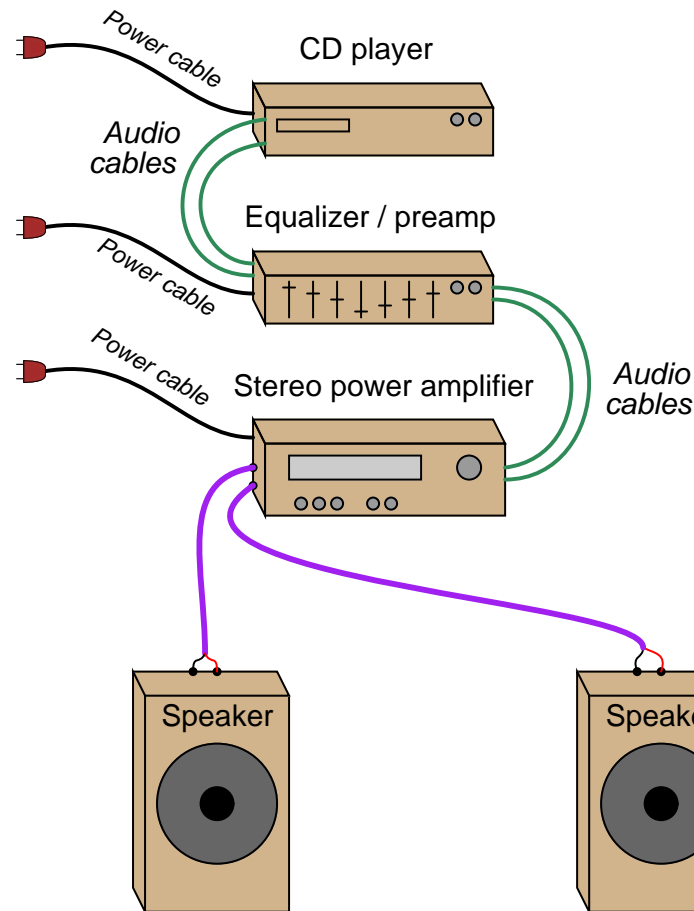 Power cable
CD player
Audio
cables
Equalizer / preamp
Power cable
Power cable
Stereo power amplifier
Audio
cables
Speaker